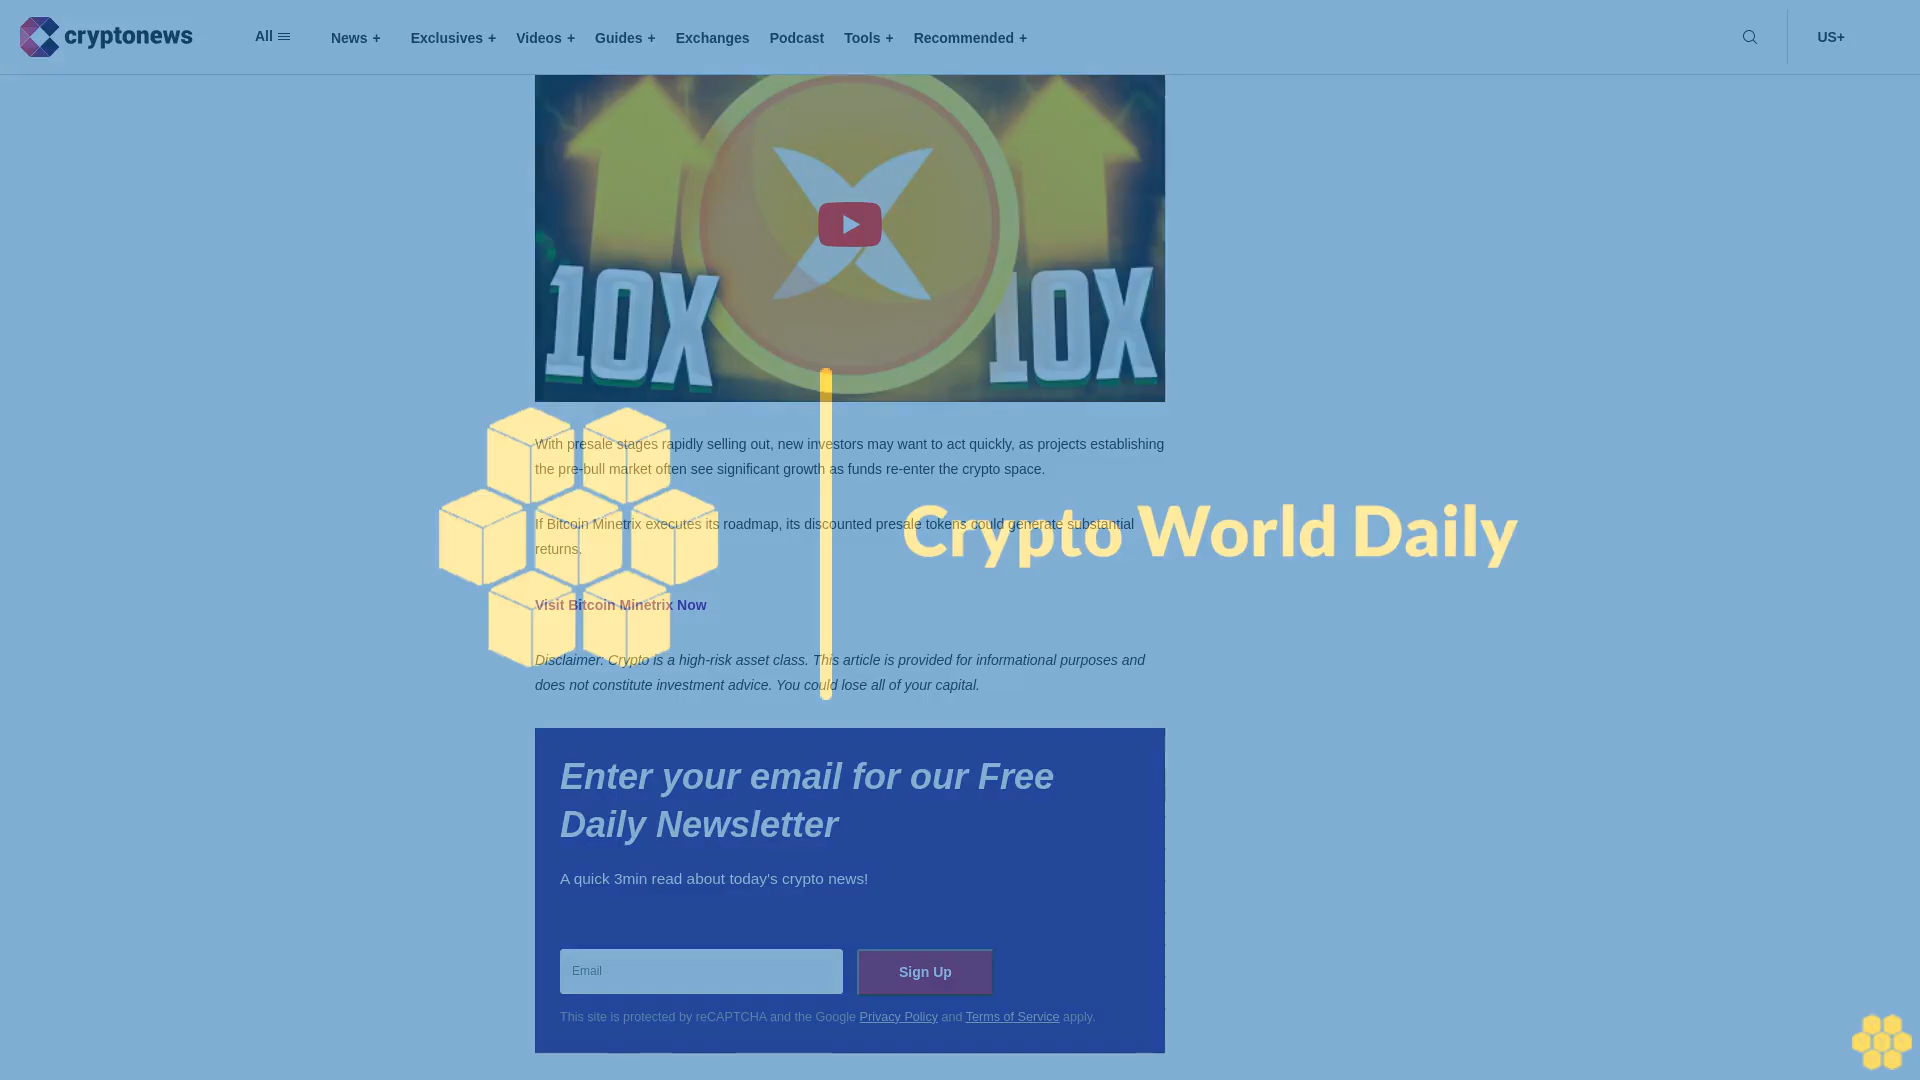 cryptonews
All
News +
Exclusives +
Videos +
Guides +
Exchanges
Podcast
Tools +
Recommended +
US+
10X
10X
With presale stages rapidly selling out, new investors may want to act quickly, as projects establishing
the pre-bull market often see significant growth as funds re-enter the crypto space.
If Bitcoin Minetrix executes its roadmap, its discounted presale tokens could generate substantial
returns.
Crypto World Daily
Visit Bitcoin Minetrix Now
Disclaimer: Crypto is a high-risk asset class. This article is provided for informational purposes and
does not constitute investment advice. You could lose all of your capital.
Enter your email for our Free
Daily Newsletter
A quick 3min read about today's crypto news!
Email
Sign Up
This site is protected by reCAPTCHA and the Google Privacy Policy and Terms of Service apply.